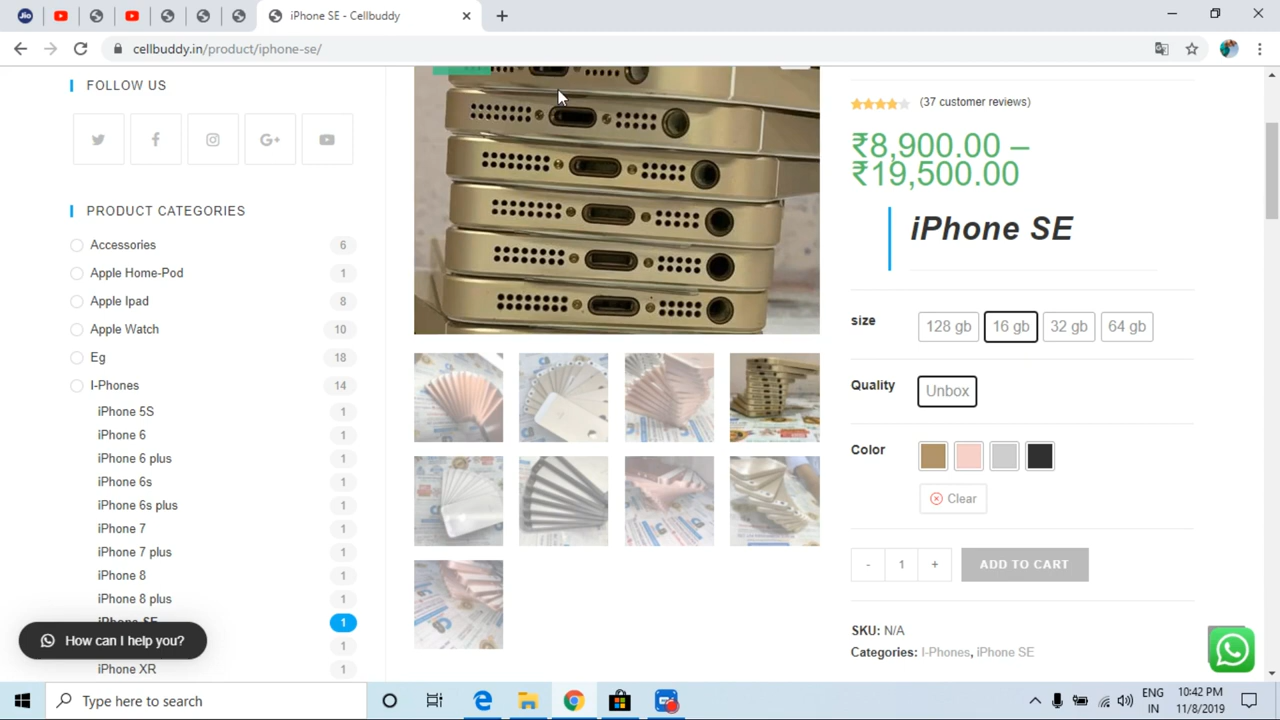 Jio
iPhone SE - Cellbuddy
cellbuddy.in/product/iphone-se/
FOLLOW US
PRODUCT CATEGORIES
Accessories 6
Apple Home-Pod 1
Apple Ipad 8
Apple Watch 10
Eg 18
I-Phones 14
iPhone 5S 1
iPhone 6 1
iPhone 6 plus 1
iPhone 6s 1
iPhone 6s plus 1
iPhone 7 1
iPhone 7 plus 1
iPhone 8 1
iPhone 8 plus 1
iPhone SE 1
1
iPhone XR 1
How can I help you?
(37 customer reviews)
₹8,900.00 –
₹19,500.00
iPhone SE
size 128 gb 16 gb 32 gb 64 gb
Quality Unbox
Color
Clear
- 1 + ADD TO CART
SKU: N/A
Categories: I-Phones, iPhone SE
Type here to search
ENG
IN
11/8/2019